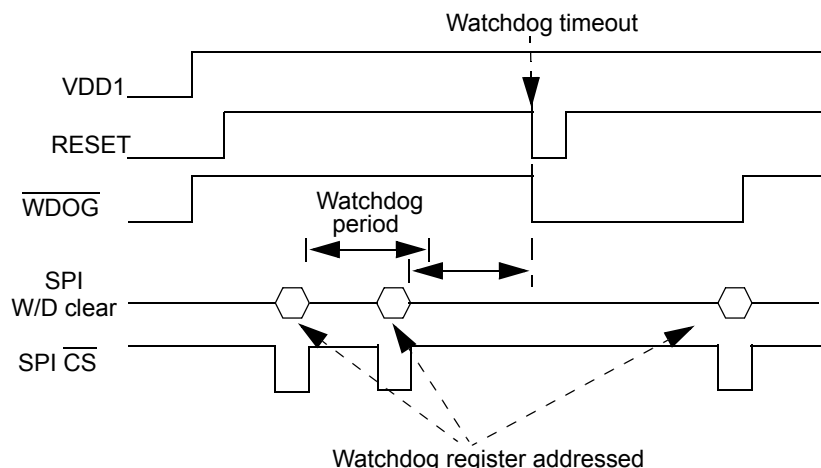 Watchdog timeout
VDD1
RESET
WDOG
Watchdog
period
SPI
W/D clear
SPI CS
Watchdog register addressed